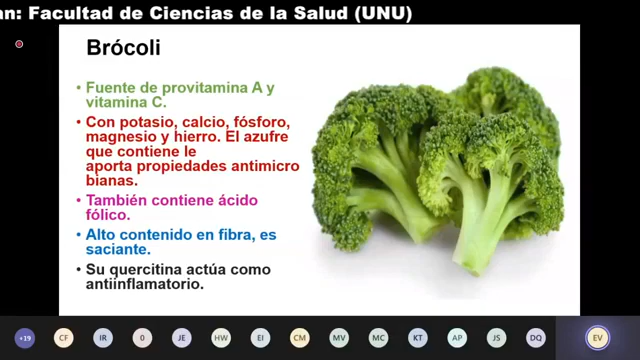 an: Facultad de Ciencias de la Salud (UNU)
Brócoli
• Fuente de provitamina A y
vitamina C.
• Con potasio, calcio, fósforo,
magnesio y hierro. El azufre
que contiene le
aporta propiedades antimicro
bianas.
• También contiene ácido
fólico.
• Alto contenido en fibra, es
saciante.
• Su quercitina actúa como
antiinflamatorio.
+19 CF IR 0 JE HW EI CM MV MC KT AP JS DQ EV